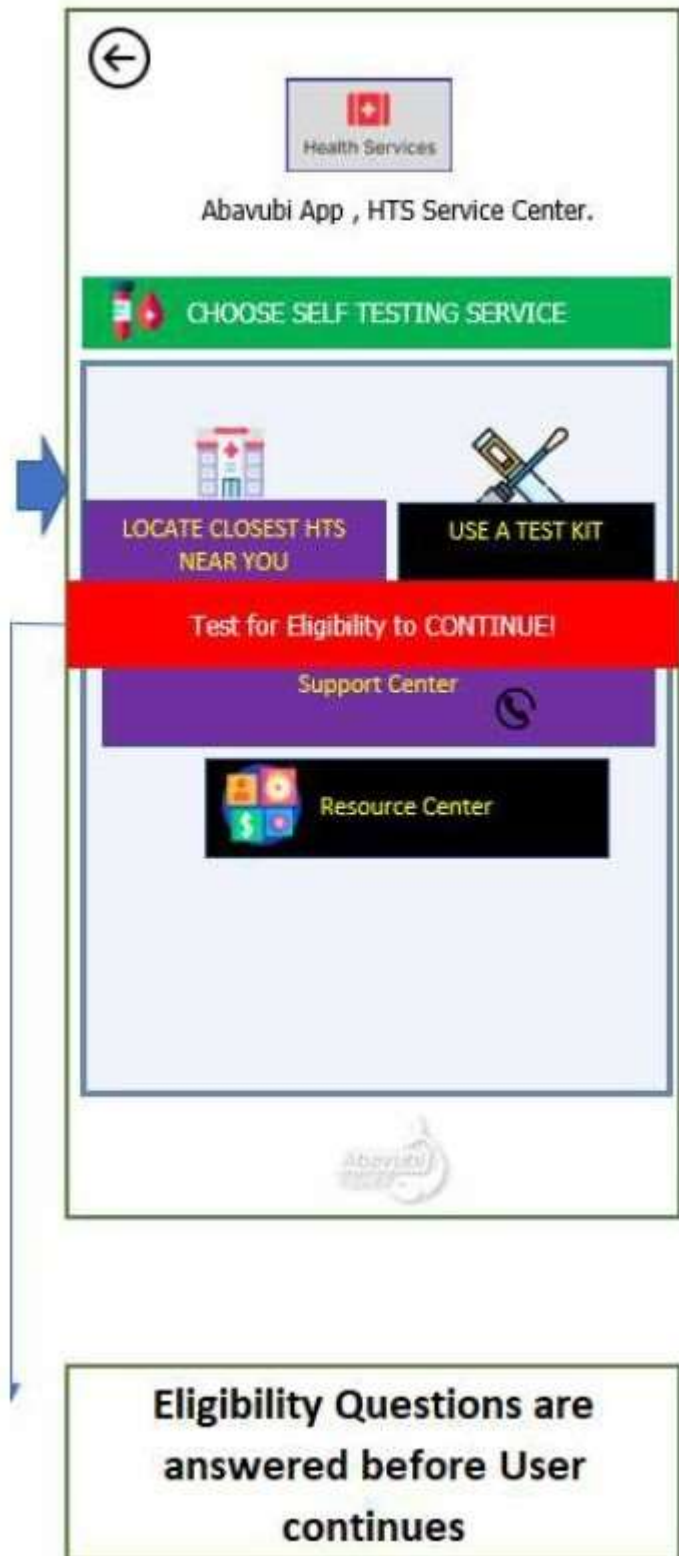 Health Services
Abavubi App , HTS Service Center.
CHOOSE SELF TESTING SERVICE
LOCATE CLOSEST HTS
NEAR YOU
USE A TEST KIT
Test for Eligibility to CONTINUE!
Support Center
Resource Center
Abavubi
Eligibility Questions are
answered before User
continues